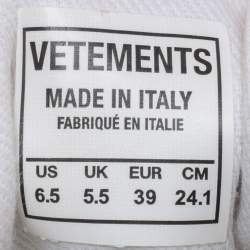 VETEMENTS
MADE IN ITALY
FABRIQUÉ EN ITALIE
US UK EUR CM
6.5 5.5 39 24.1